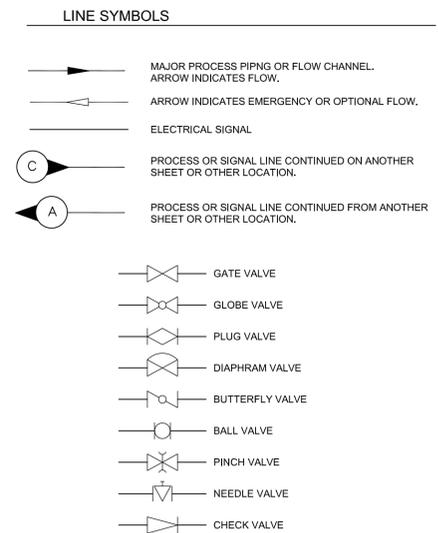 LINE SYMBOLS
MAJOR PROCESS PIPNG OR FLOW CHANNEL.
ARROW INDICATES FLOW.
ARROW INDICATES EMERGENCY OR OPTIONAL FLOW.
ELECTRICAL SIGNAL
C
PROCESS OR SIGNAL LINE CONTINUED ON ANOTHER
SHEET OR OTHER LOCATION.
A
PROCESS OR SIGNAL LINE CONTINUED FROM ANOTHER
SHEET OR OTHER LOCATION.
GATE VALVE
GLOBE VALVE
PLUG VALVE
DIAPHRAM VALVE
BUTTERFLY VALVE
BALL VALVE
PINCH VALVE
NEEDLE VALVE
CHECK VALVE